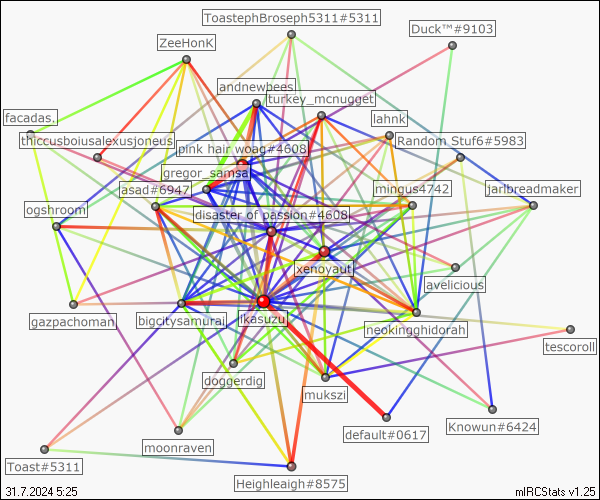 ToastephBroseph5311#5311
Duck™#9103
ZeeHonK
andnewbees
turkey_mcnugget
facadas.
lahnk
thiccusboiusalexusjoneus
pink hair woag#4608
Random Stuf6#5983
gregor_samsa
asad#6947
mingus4742
jarlbreadmaker
ogshroom
disaster of passion#4608
xenoyaut
avelicious
gazpachoman
bigcitysamurai
ikasuzu
neokingghidorah
tescoroll
doggerdig
mukszi
Knowun#6424
default#0617
moonraven
Toast#5311
Heighleaigh#8575
31.7.2024 5:25
mIRCStats v1.25